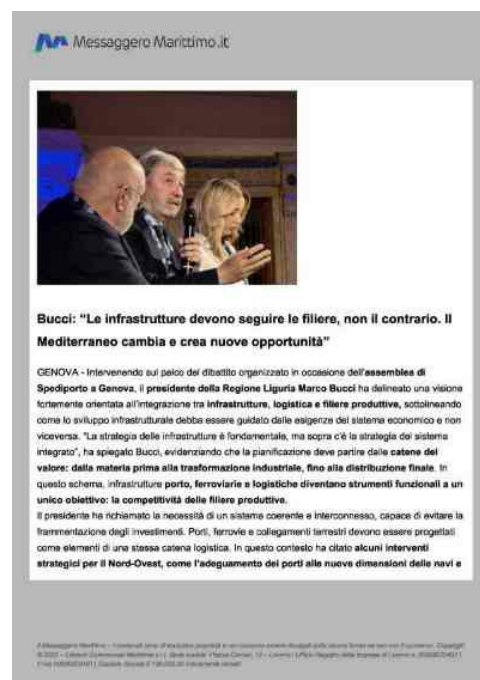 Messaggero Marittimo.it
Bucci: “Le infrastrutture devono seguire le filiere, non il contrario. Il
Mediterraneo cambia e crea nuove opportunità”
GENOVA - Intervenendo sul palco del dibattito organizzato in occasione dell'assemblea di
Spediporto a Genova, il presidente della Regione Liguria Marco Bucci ha delineato una visione
fortemente orientata all'integrazione tra infrastrutture, logistica e filiere produttive, sottolineando
come lo sviluppo infrastrutturale debba essere guidato dalle esigenze del sistema economico e non
viceversa. “La strategia delle infrastrutture è fondamentale, ma sopra c'è la strategia del sistema
integrato”, ha spiegato Bucci, evidenziando che la pianificazione deve partire dalle catene del
valore: dalla materia prima alla trasformazione industriale, fino alla distribuzione finale. In
questo schema, infrastrutture porto, ferroviarie e logistiche diventano strumenti funzionali a un
unico obiettivo: la competitività delle filiere produttive.
Il presidente ha richiamato la necessità di un sistema coerente e interconnesso, capace di evitare la
frammentazione degli investimenti. Porti, ferrovie e collegamenti terrestri devono essere progettati
come elementi di una stessa catena logistica. In questo contesto ha citato alcuni interventi
strategici per il Nord-Ovest, come l'adeguamento dei porti alle nuove dimensioni delle navi e